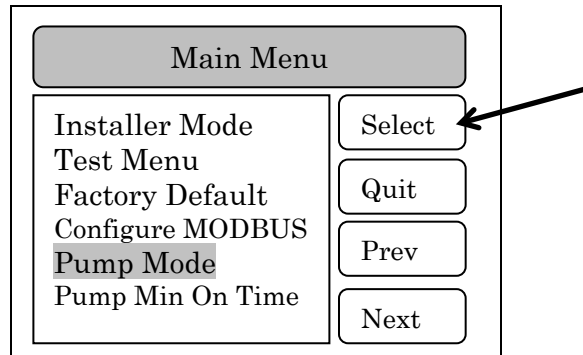 Main Menu
Installer Mode
Test Menu
Factory Default
Configure MODBUS
Pump Mode
Pump Min On Time
Select
Quit
Prev
Next